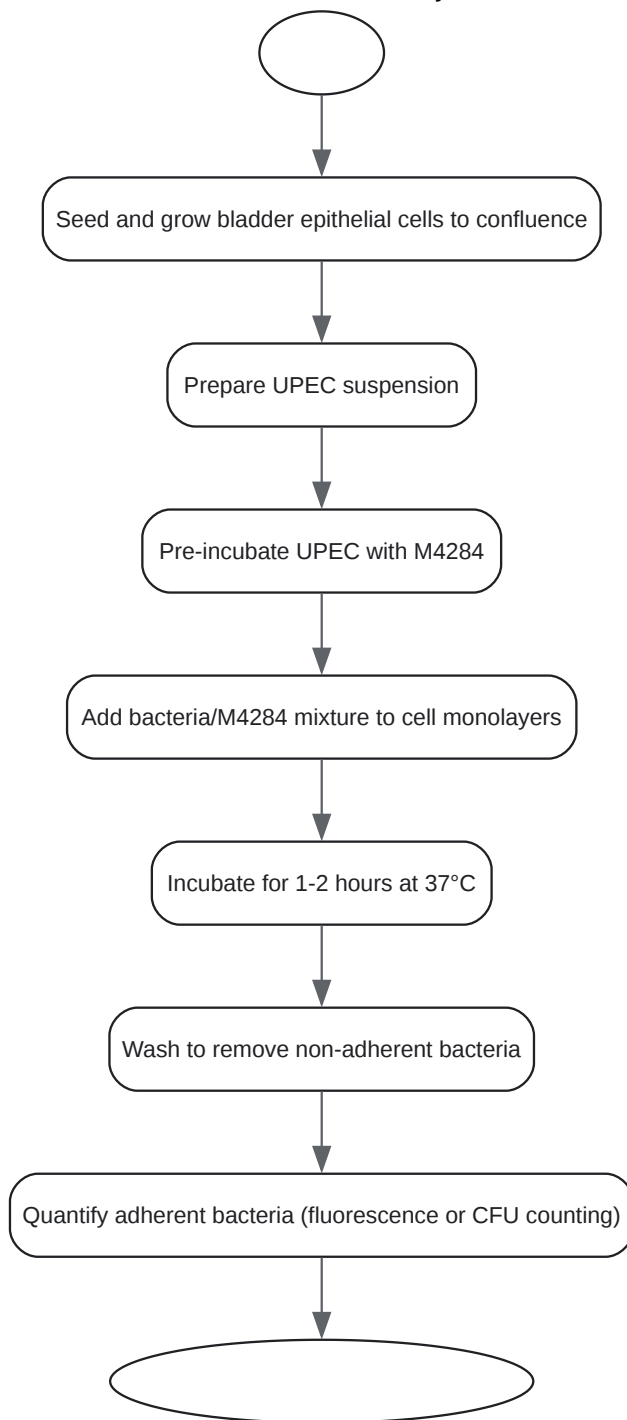 Seed and grow bladder epithelial cells to confluence
Prepare UPEC suspension
Pre-incubate UPEC with M4284
Add bacteria/M4284 mixture to cell monolayers
Incubate for 1-2 hours at 37°C
Wash to remove non-adherent bacteria
Quantify adherent bacteria (fluorescence or CFU counting)